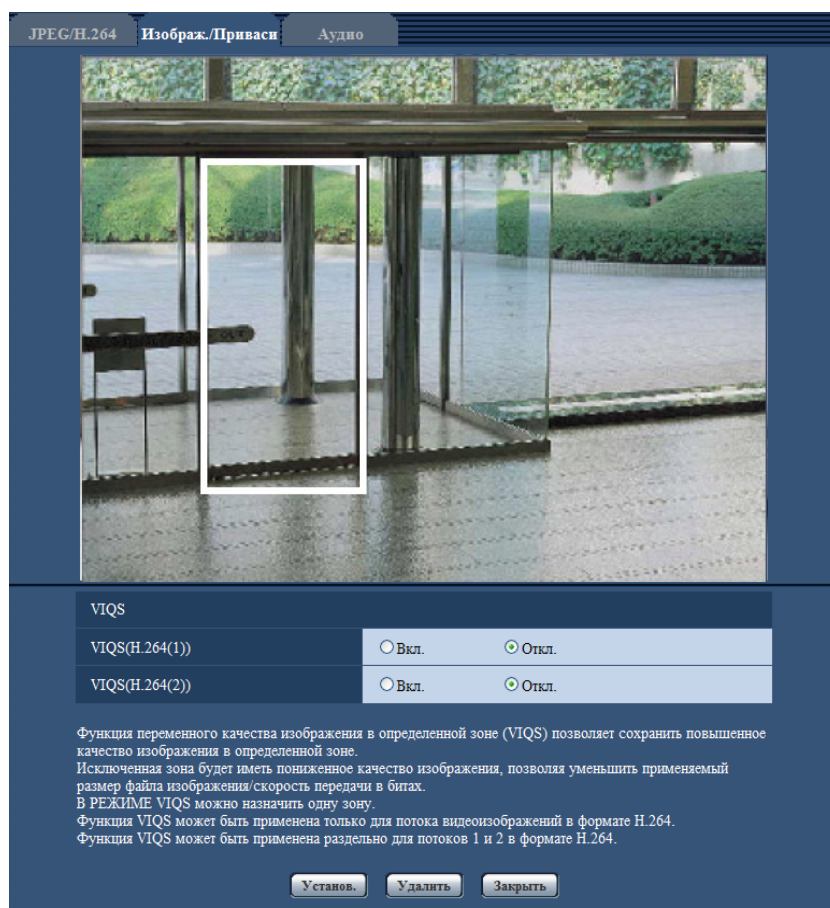 JPEG/H.264 Изображ./Приваси Аудио
VIQS
VIQS(H.264(1)) Вкл. Откл.
VIQS(H.264(2)) Вкл. Откл.
Функция переменного качества изображения в определенной зоне (VIQS) позволяет сохранить повышенное
качество изображения в определенной зоне.
Исключенная зона будет иметь пониженное качество изображения, позволяя уменьшить применяемый
размер файла изображения/скорость передачи в битах.
В РЕЖИМЕ VIQS можно назначить одну зону.
Функция VIQS может быть применена только для потока видеоизображений в формате H.264.
Функция VIQS может быть применена раздельно для потоков 1 и 2 в формате H.264.
Установ. Удалить Закрыть